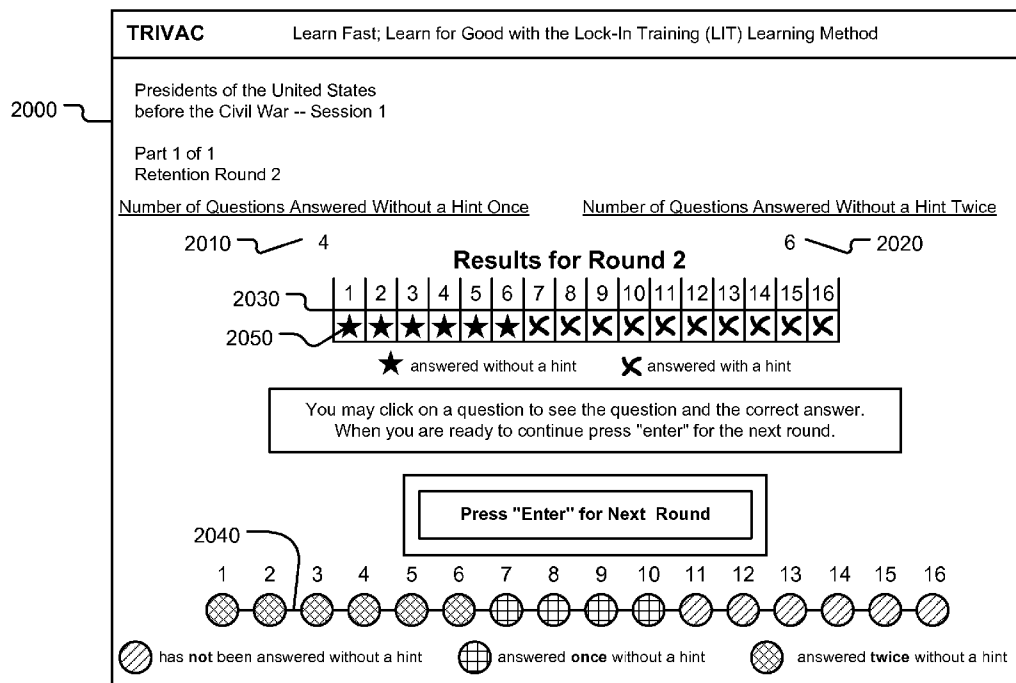 TRIVAC Learn Fast; Learn for Good with the Lock-In Training (LIT) Learning Method
Presidents of the United States
before the Civil War -- Session 1
2000
Part 1 of 1
Retention Round 2
Number of Questions Answered Without a Hint Once Number of Questions Answered Without a Hint Twice
2010 4 6 2020
Results for Round 2
1 2 3 4 5 6 7 8 9 10 11 12 13 14 15 16
2030
2050
answered without a hint answered with a hint
You may click on a question to see the question and the correct answer.
When you are ready to continue press "enter" for the next round.
Press "Enter" for Next Round
2040
1 2 3 4 5 6 7 8 9 10 11 12 13 14 15 16
has not been answered without a hint answered once without a hint answered twice without a hint